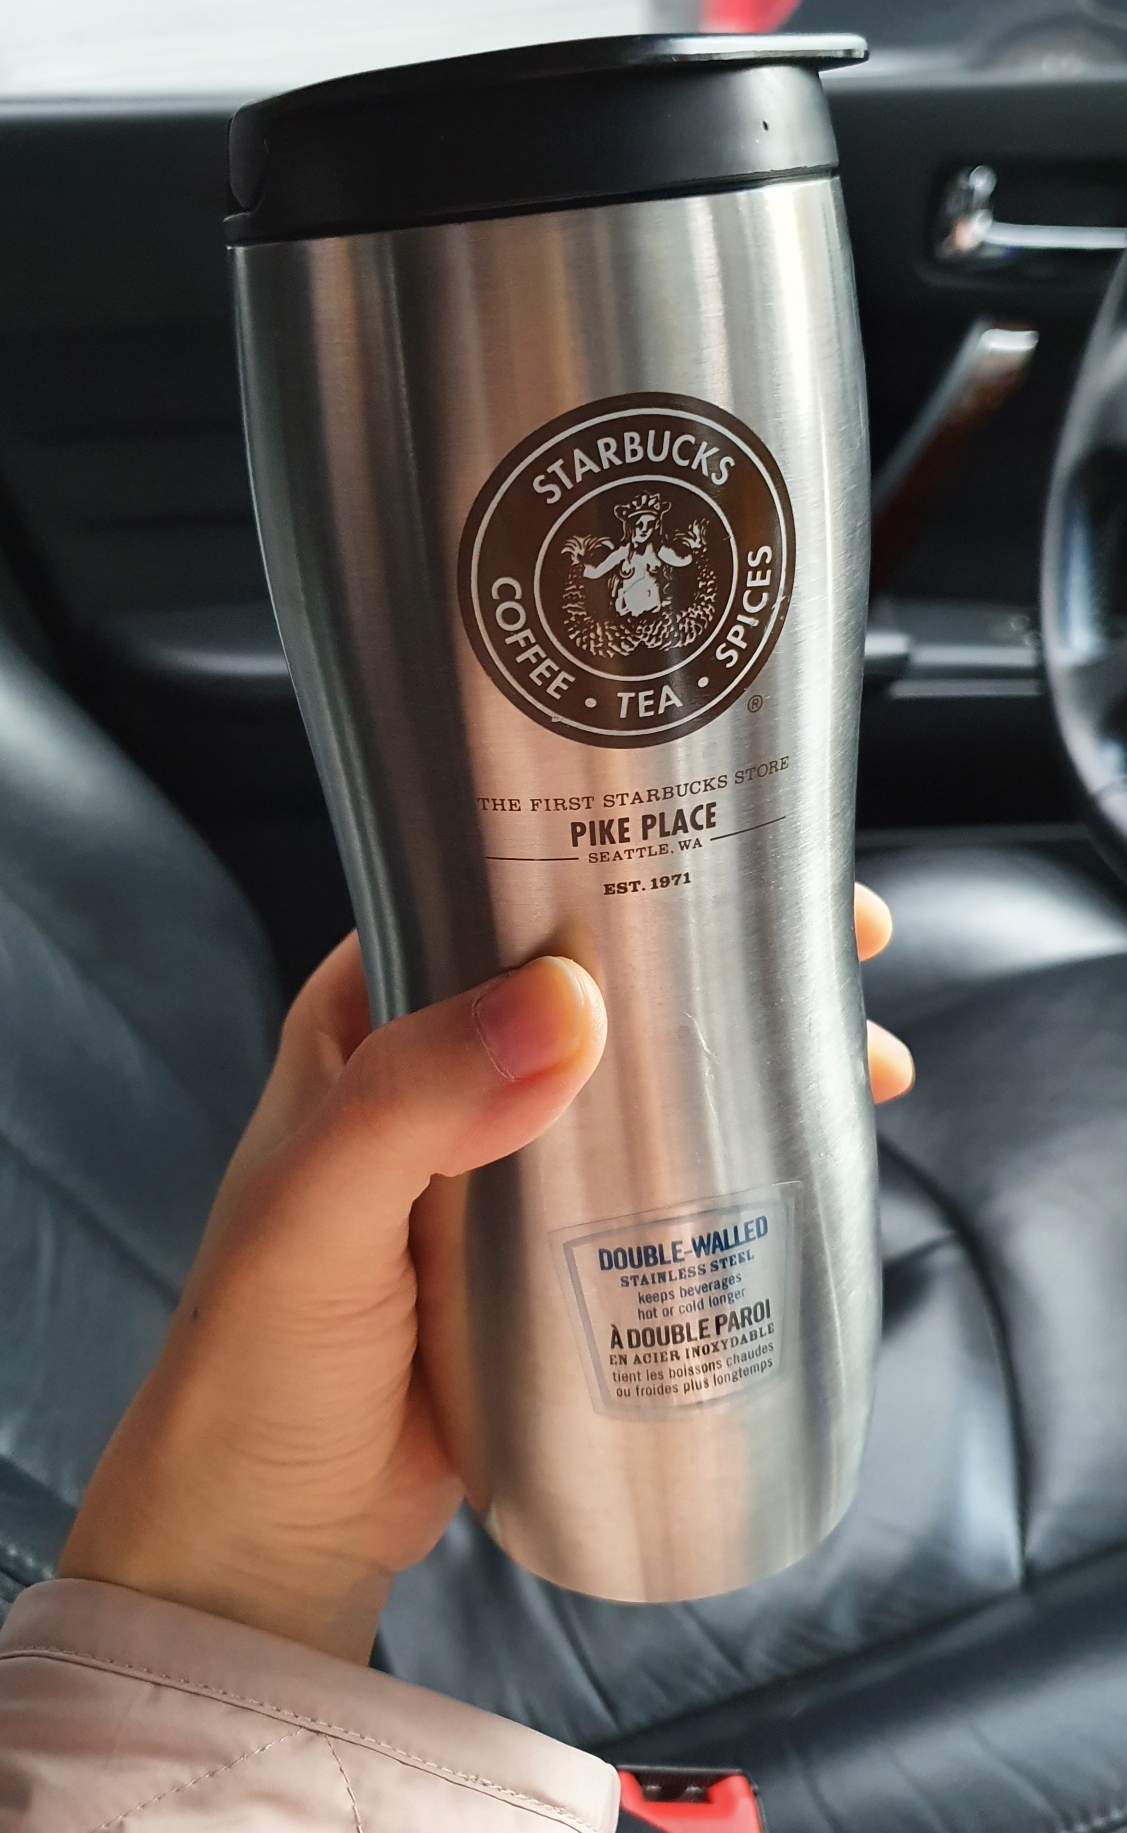 STARBUCKS
COFFEE • TEA • SPICES
®
THE FIRST STARBUCKS STORE
PIKE PLACE
SEATTLE, WA
EST. 1971
DOUBLE-WALLED
STAINLESS STEEL
keeps beverages
hot or cold longer
À DOUBLE PAROI
EN ACIER INOXYDABLE
tient les boissons chaudes
ou froides plus longtemps